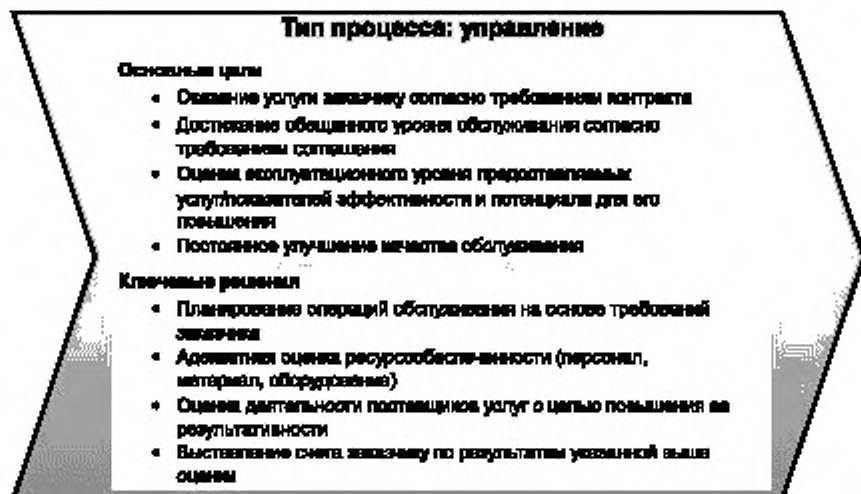 Тип процесса: управление
Основные цели
• Оказание услуги заказчику согласно требованиям контракта
• Достижение обещанного уровня обслуживания согласно
требованиям соглашения
• Оценка эксплуатационного уровня предоставляемых
услуг/показателей эффективности и потенциала для его
повышения
• Постоянное улучшение качества обслуживания
Ключевые решения
• Планирование операций обслуживания на основе требований
заказчика
• Адекватная оценка ресурсообеспеченности (персонал,
материал, оборудование)
• Оценка деятельности поставщиков услуг с целью повышения ее
результативности
• Выставление счета заказчику по результатам указанной выше
оценки